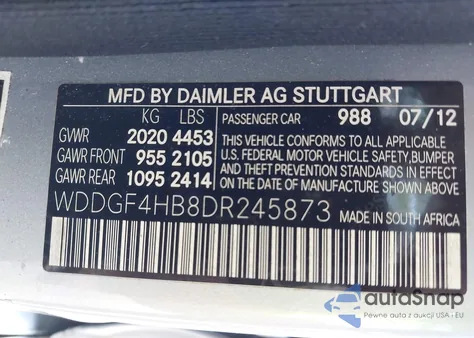 MFD BY DAIMLER AG STUTTGART
KG LBS PASSENGER CAR 988 07/12
GVWR 2020 4453
GAWR FRONT 955 2105
GAWR REAR 1095 2414
THIS VEHICLE CONFORMS TO ALL APPLICABLE
U.S. FEDERAL MOTOR VEHICLE SAFETY, BUMPER
AND THEFT PREVENTION STANDARDS IN EFFECT
ON THE DATE OF MANUFACTURE SHOWN ABOVE.
WDDGF4HB8DR245873 MADE IN SOUTH AFRICA
autoSnap
Pewne auta z aukcji USA i EU